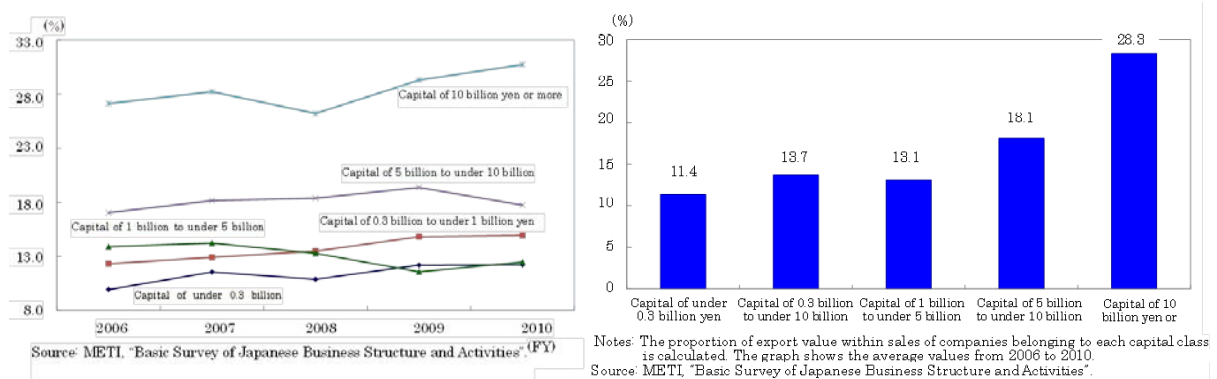 (%)
33.0
28.0
23.0
18.0
13.0
8.0
Capital of 10 billion yen or more
Capital of 5 billion to under 10 billion
Capital of 0.3 billion to under 1 billion yen
Capital of 1 billion to under 5 billion
Capital of under 0.3 billion
2006 2007 2008 2009 2010
(FY)
Source: METI, "Basic Survey of Japanese Business Structure and Activities".
(%)
30
25
20
15
10
5
0
11.4
13.7
13.1
18.1
28.3
Capital of under
0.3 billion yen
Capital of 0.3 billion
to under 10 billion
Capital of 1 billion
to under 5 billion
Capital of 5 billion
to under 10 billion
Capital of 10
billion yen or
Notes: The proportion of export value within sales of companies belonging to each capital class
is calculated. The graph shows the average values from 2006 to 2010.
Source: METI, "Basic Survey of Japanese Business Structure and Activities".